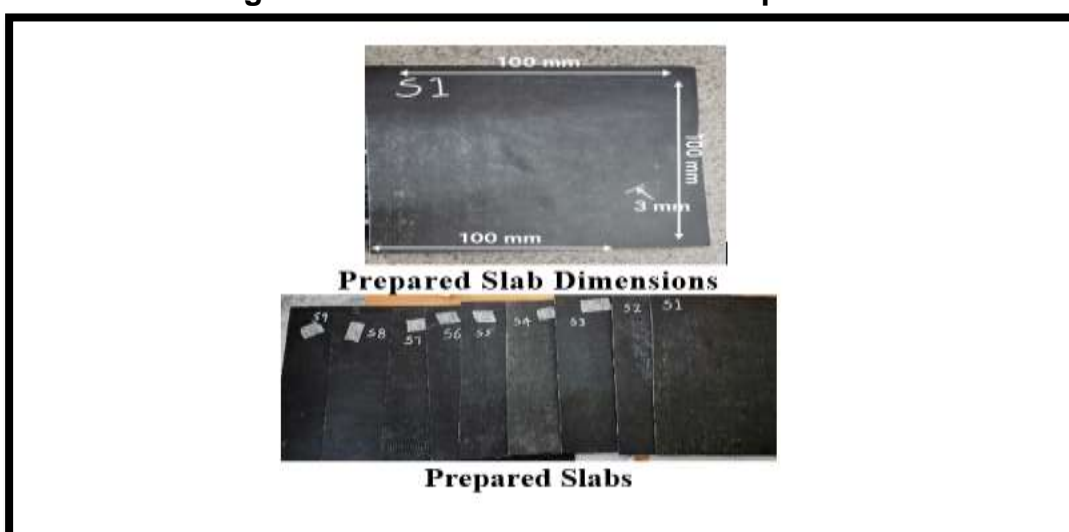 100 mm
S1
100 mm
3 mm
100 mm
Prepared Slab Dimensions
S9 S8 S7 S6 S5 S4 S3 S2 S1
Prepared Slabs